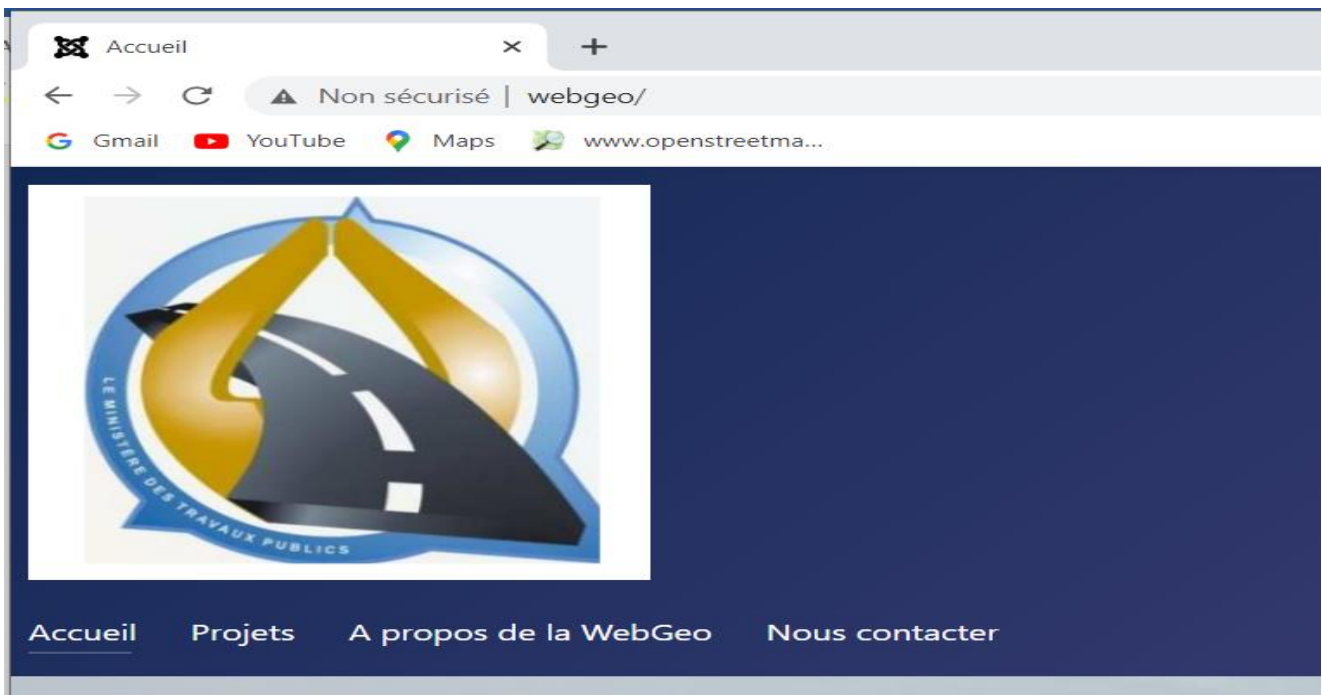 Accueil
Non sécurisé | webgeo/
Gmail YouTube Maps www.openstreetma...
LE MINISTÈRE DES TRAVAUX PUBLICS
Accueil Projets A propos de la WebGeo Nous contacter